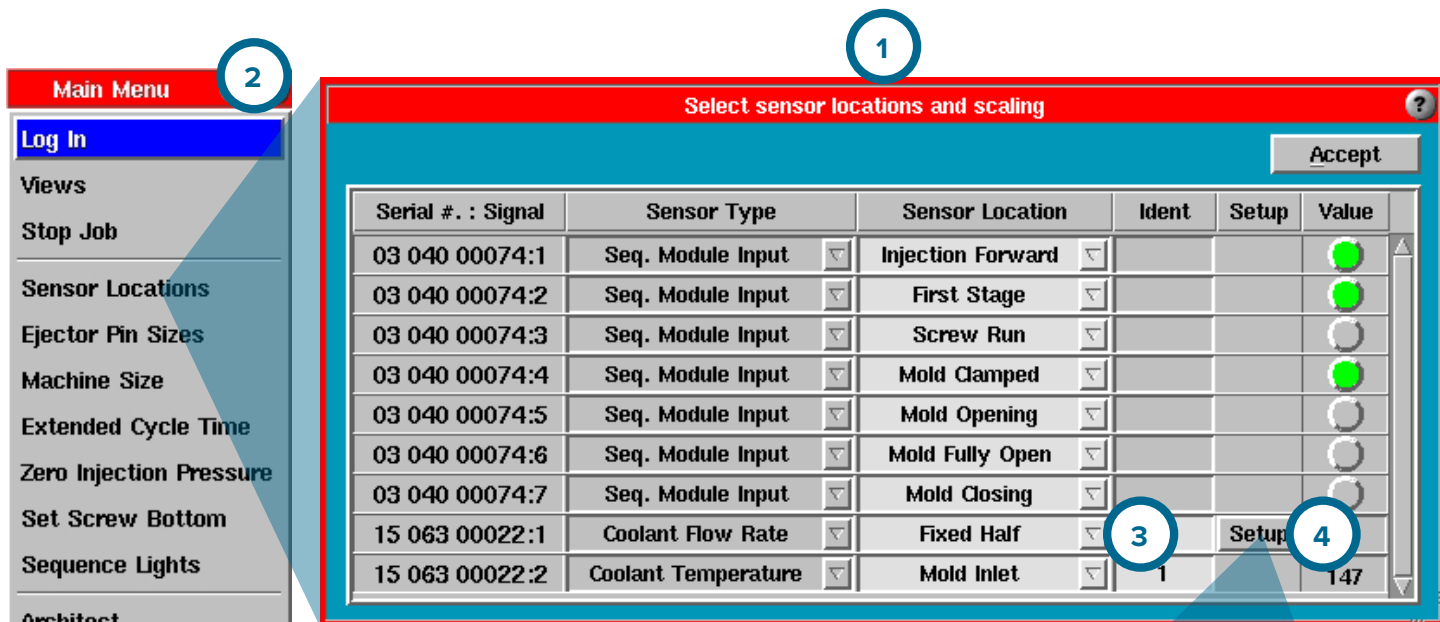 1
2
Main Menu
Select sensor locations and scaling
?
Log In
Accept
Views
Stop Job
Sensor Locations
Ejector Pin Sizes
Machine Size
Extended Cycle Time
Zero Injection Pressure
Set Screw Bottom
Sequence Lights
Architect
Serial #. : Signal Sensor Type Sensor Location Ident Setup Value
03 040 00074:1 Seq. Module Input Injection Forward
03 040 00074:2 Seq. Module Input First Stage
03 040 00074:3 Seq. Module Input Screw Run
03 040 00074:4 Seq. Module Input Mold Clamped
03 040 00074:5 Seq. Module Input Mold Opening
03 040 00074:6 Seq. Module Input Mold Fully Open
03 040 00074:7 Seq. Module Input Mold Closing
15 063 00022:1 Coolant Flow Rate Fixed Half 3 Setup 4
15 063 00022:2 Coolant Temperature Mold Inlet 1 147